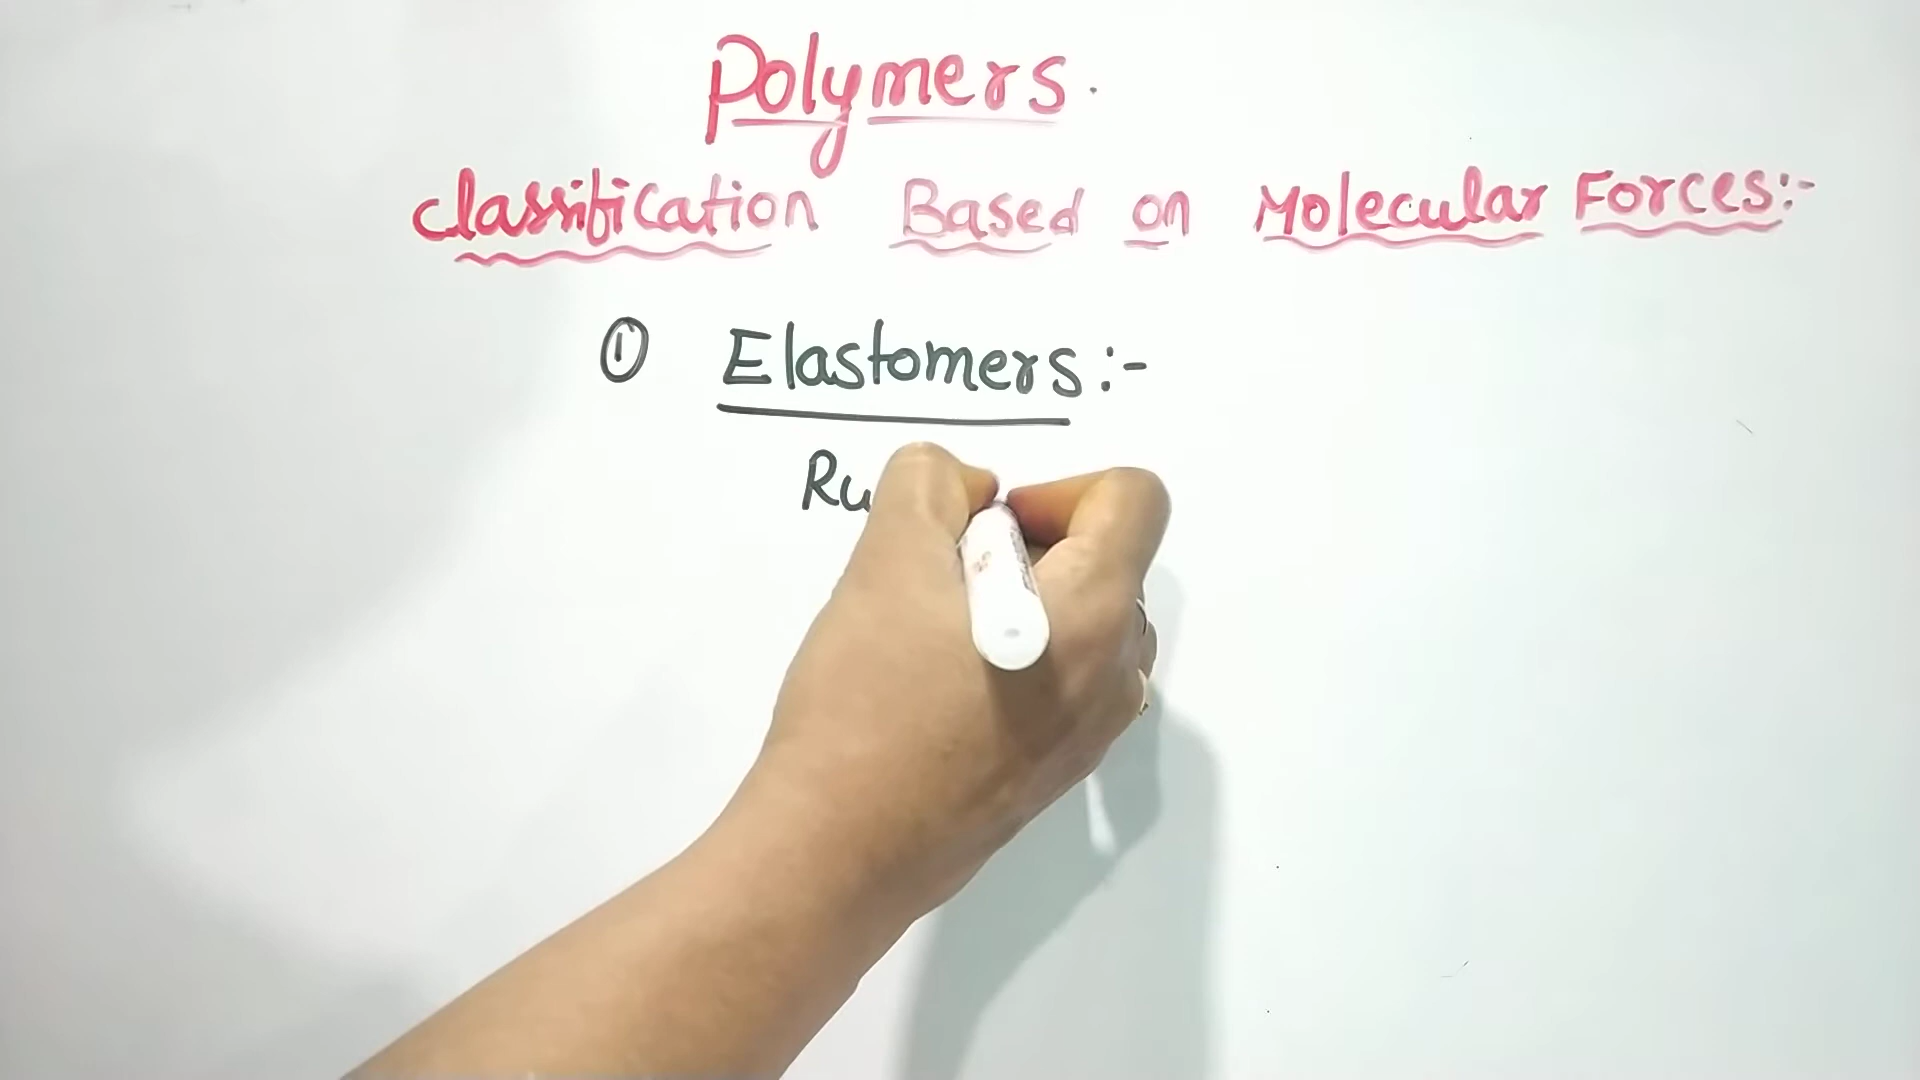 Polymers.
Classification Based on Molecular Forces:-
① Elastomers:-
Ru